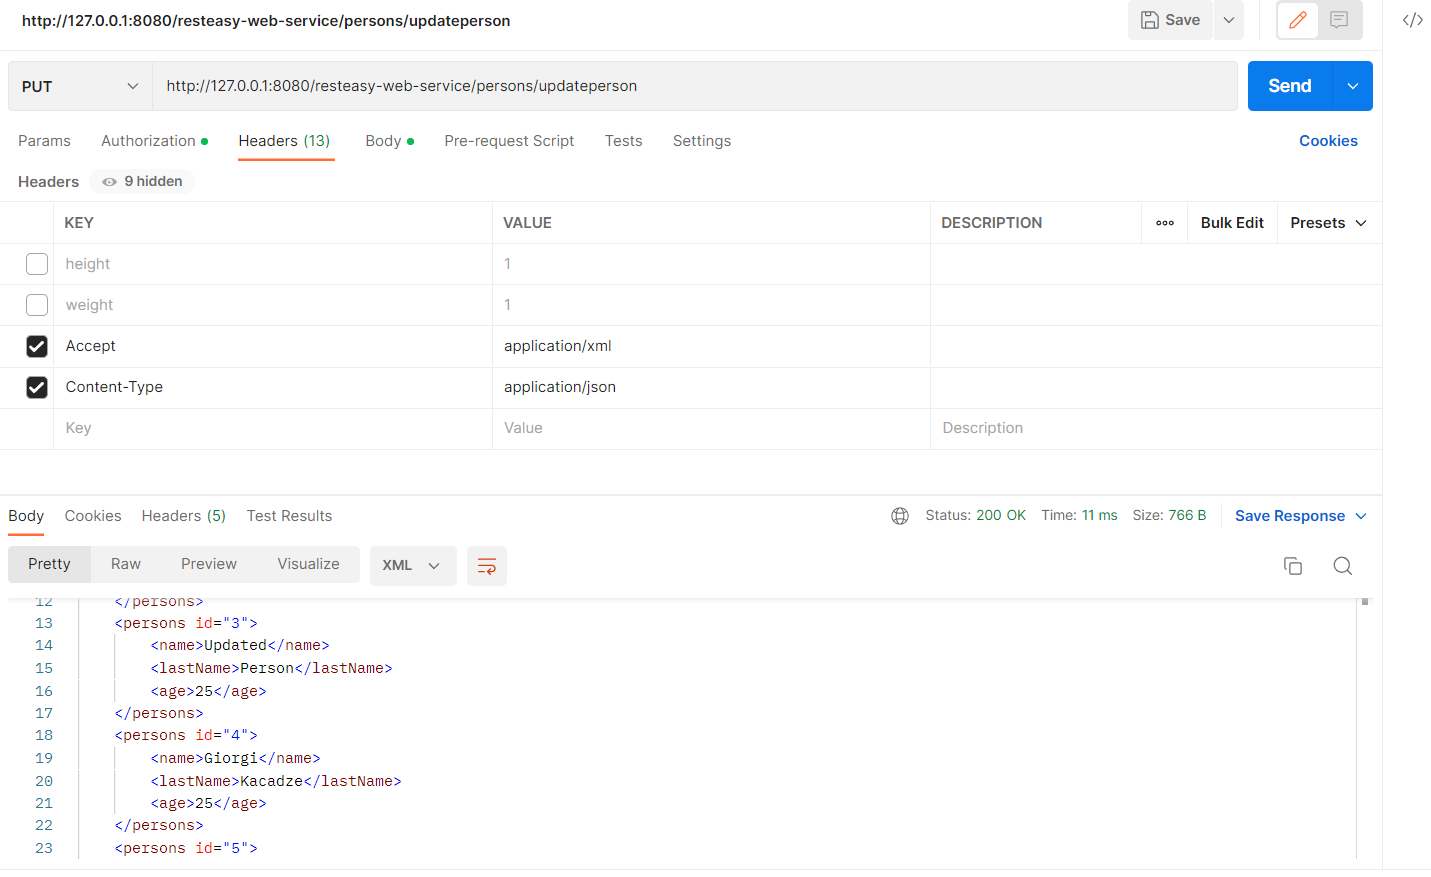 http://127.0.0.1:8080/resteasy-web-service/persons/updateperson
Save
</>
PUT
http://127.0.0.1:8080/resteasy-web-service/persons/updateperson
Send
Params Authorization Headers (13) Body Pre-request Script Tests Settings Cookies
Headers 9 hidden
KEY VALUE DESCRIPTION ooo Bulk Edit Presets
height 1
weight 1
Accept application/xml
Content-Type application/json
Key Value Description
Body Cookies Headers (5) Test Results Status: 200 OK Time: 11 ms Size: 766 B Save Response
Pretty Raw Preview Visualize XML
12 </persons>
13 <persons id="3">
14 <name>Updated</name>
15 <lastName>Person</lastName>
16 <age>25</age>
17 </persons>
18 <persons id="4">
19 <name>Giorgi</name>
20 <lastName>Kacadze</lastName>
21 <age>25</age>
22 </persons>
23 <persons id="5">